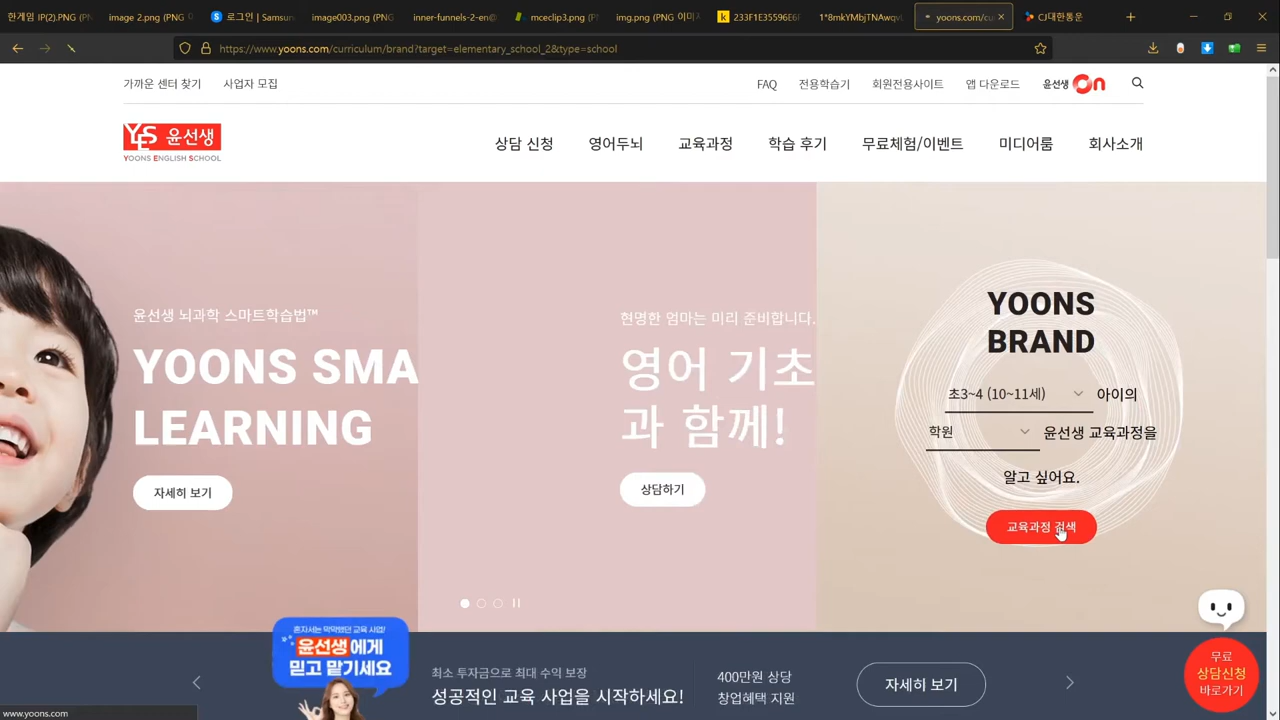 한게임 IP(2).PNG (PN
image 2.png (PNG 이
로그인 | Samsun
image003.png (PNG
inner-funnels-2-en@
mceclip3.png (PN
img.png (PNG 이미지
233F1E35596E6F
1*8mkYMbjTNAwqvl
yoons.com/cu
CJ대한통운
https://www.yoons.com/curriculum/brand?target=elementary_school_2&type=school
가까운 센터 찾기
사업자 모집
FAQ
전용학습기
회원전용사이트
앱 다운로드
윤선생 On
YES 윤선생
YOONS ENGLISH SCHOOL
상담 신청
영어두뇌
교육과정
학습 후기
무료체험/이벤트
미디어룸
회사소개
윤선생 뇌과학 스마트학습법™
YOONS SMA
LEARNING
자세히 보기
현명한 엄마는 미리 준비합니다.
영어 기초
과 함께!
상담하기
YOONS
BRAND
초3~4 (10~11세) 아이의
학원 윤선생 교육과정을
알고 싶어요.
교육과정 검색
혼자서는 막막했던 교육 사업!
윤선생에게
믿고 맡기세요
최소 투자금으로 최대 수익 보장
성공적인 교육 사업을 시작하세요!
400만원 상당
창업혜택 지원
자세히 보기
무료
상담신청
바로가기
www.yoons.com